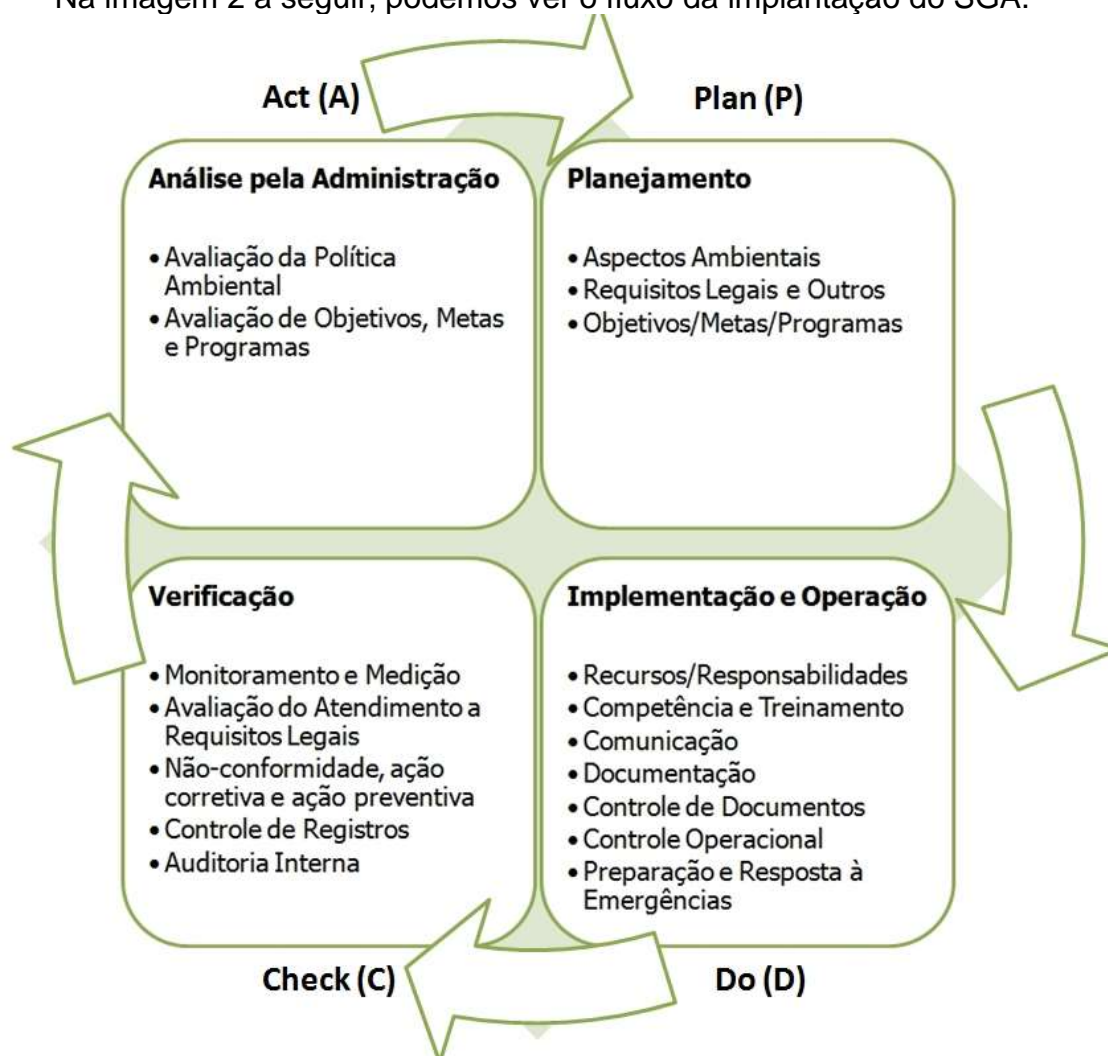 Na imagem 2 a seguir, podemos ver o fluxo da implantação do SGA.
Act (A)
Plan (P)
Análise pela Administração
• Avaliação da Política
Ambiental
• Avaliação de Objetivos, Metas
e Programas
Planejamento
• Aspectos Ambientais
• Requisitos Legais e Outros
• Objetivos/Metas/Programas
Verificação
• Monitoramento e Medição
• Avaliação do Atendimento a
Requisitos Legais
• Não-conformidade, ação
corretiva e ação preventiva
• Controle de Registros
• Auditoria Interna
Implementação e Operação
• Recursos/Responsabilidades
• Competência e Treinamento
• Comunicação
• Documentação
• Controle de Documentos
• Controle Operacional
• Preparação e Resposta à
Emergências
Check (C)
Do (D)